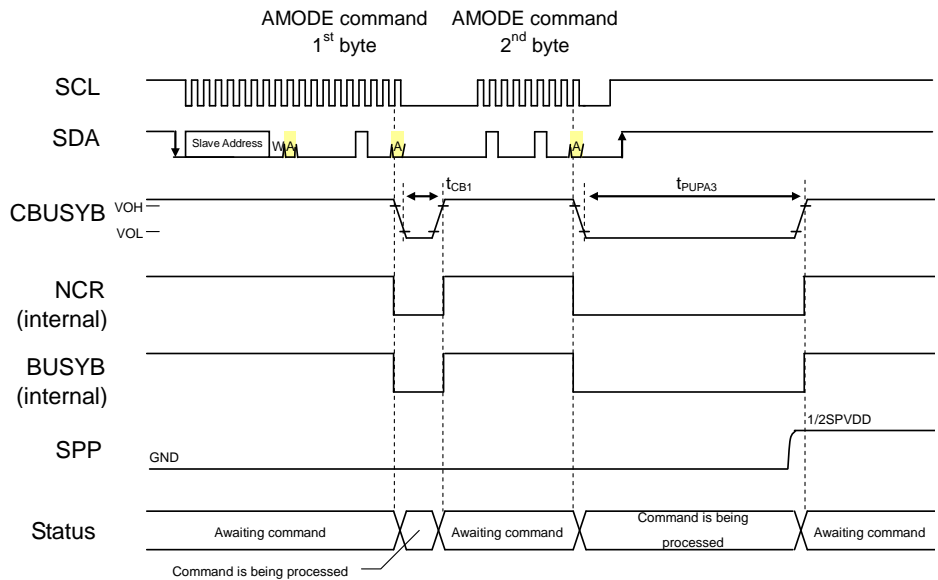 AMODE command
1st byte
AMODE command
2nd byte
SCL
SDA
Slave Address
W
A
A
A
CBUSYB
VOH
VOL
tCB1
tPUPA3
NCR
(internal)
BUSYB
(internal)
SPP
GND
1/2SPVDD
Status
Awaiting command
Awaiting command
Command is being
processed
Awaiting command
Command is being processed